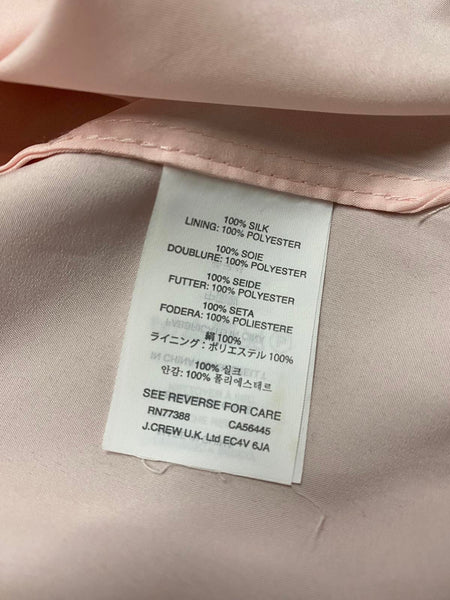 100% SILK
LINING: 100% POLYESTER
100% SOIE
DOUBLURE: 100% POLYESTER
100% SEIDE
FUTTER: 100% POLYESTER
100% SETA
FODERA: 100% POLIESTERE
絹 100%
ライニング : ポリエステル 100%
100% 실크
안감: 100% 폴리에스테르
SEE REVERSE FOR CARE
RN77388 CA56445
J.CREW U.K. Ltd EC4V 6JA